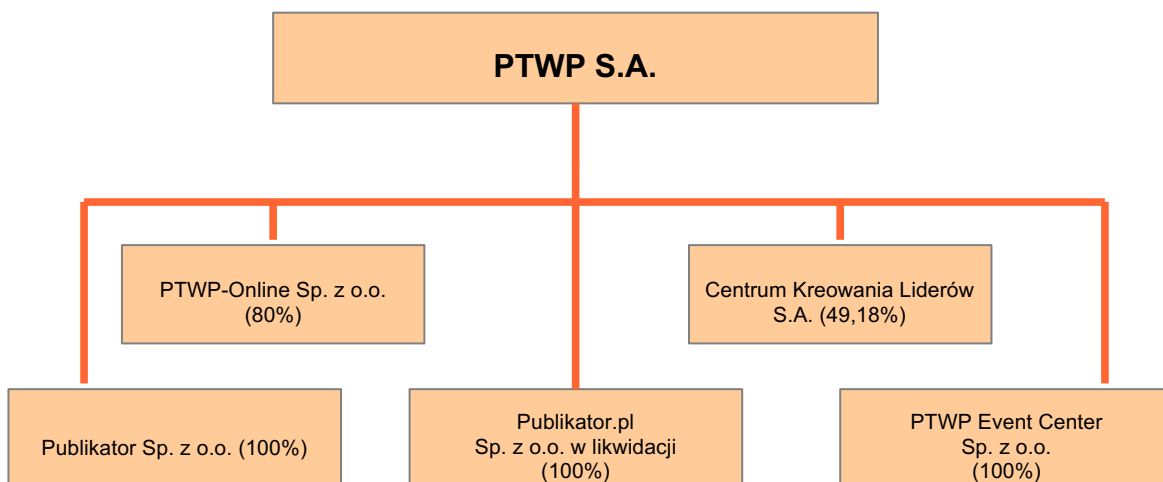 PTWP S.A.
PTWP-Online Sp. z o.o.
(80%)
Centrum Kreowania Liderów
S.A. (49,18%)
Publikator Sp. z o.o. (100%)
Publikator.pl
Sp. z o.o. w likwidacji
(100%)
PTWP Event Center
Sp. z o.o.
(100%)